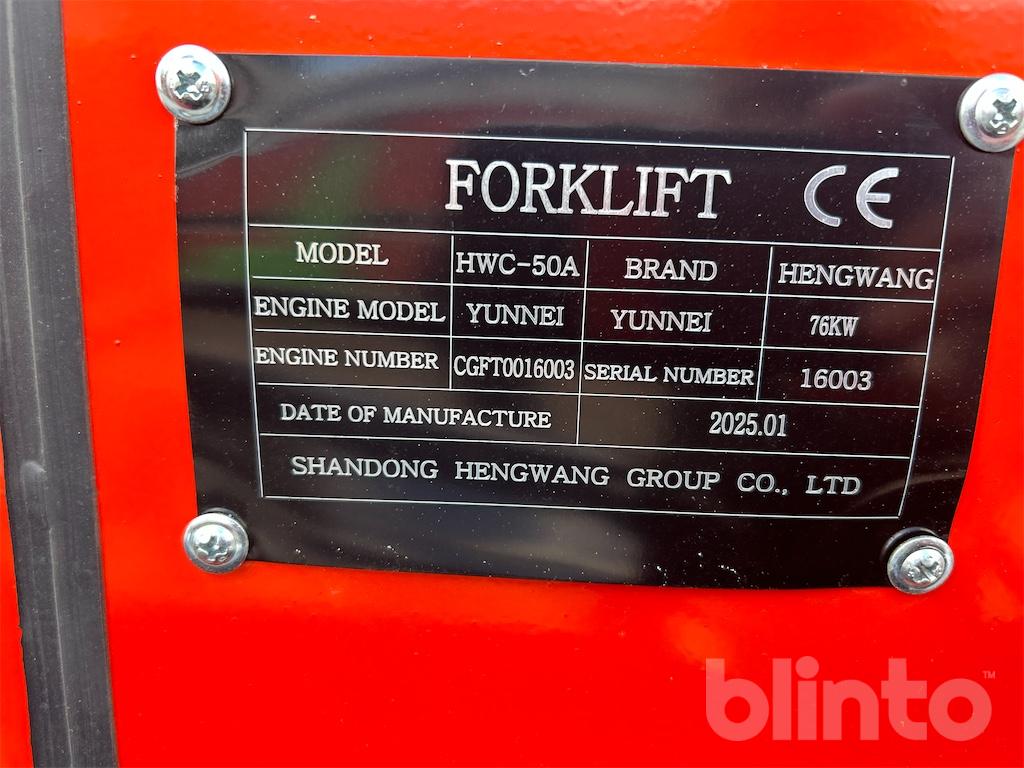 FORKLIFT CE
MODEL HWC-50A BRAND HENGWANG
ENGINE MODEL YUNNEI YUNNEI 76KW
ENGINE NUMBER CGFT0016003 SERIAL NUMBER 16003
DATE OF MANUFACTURE 2025.01
SHANDONG HENGWANG GROUP CO., LTD
blinto™